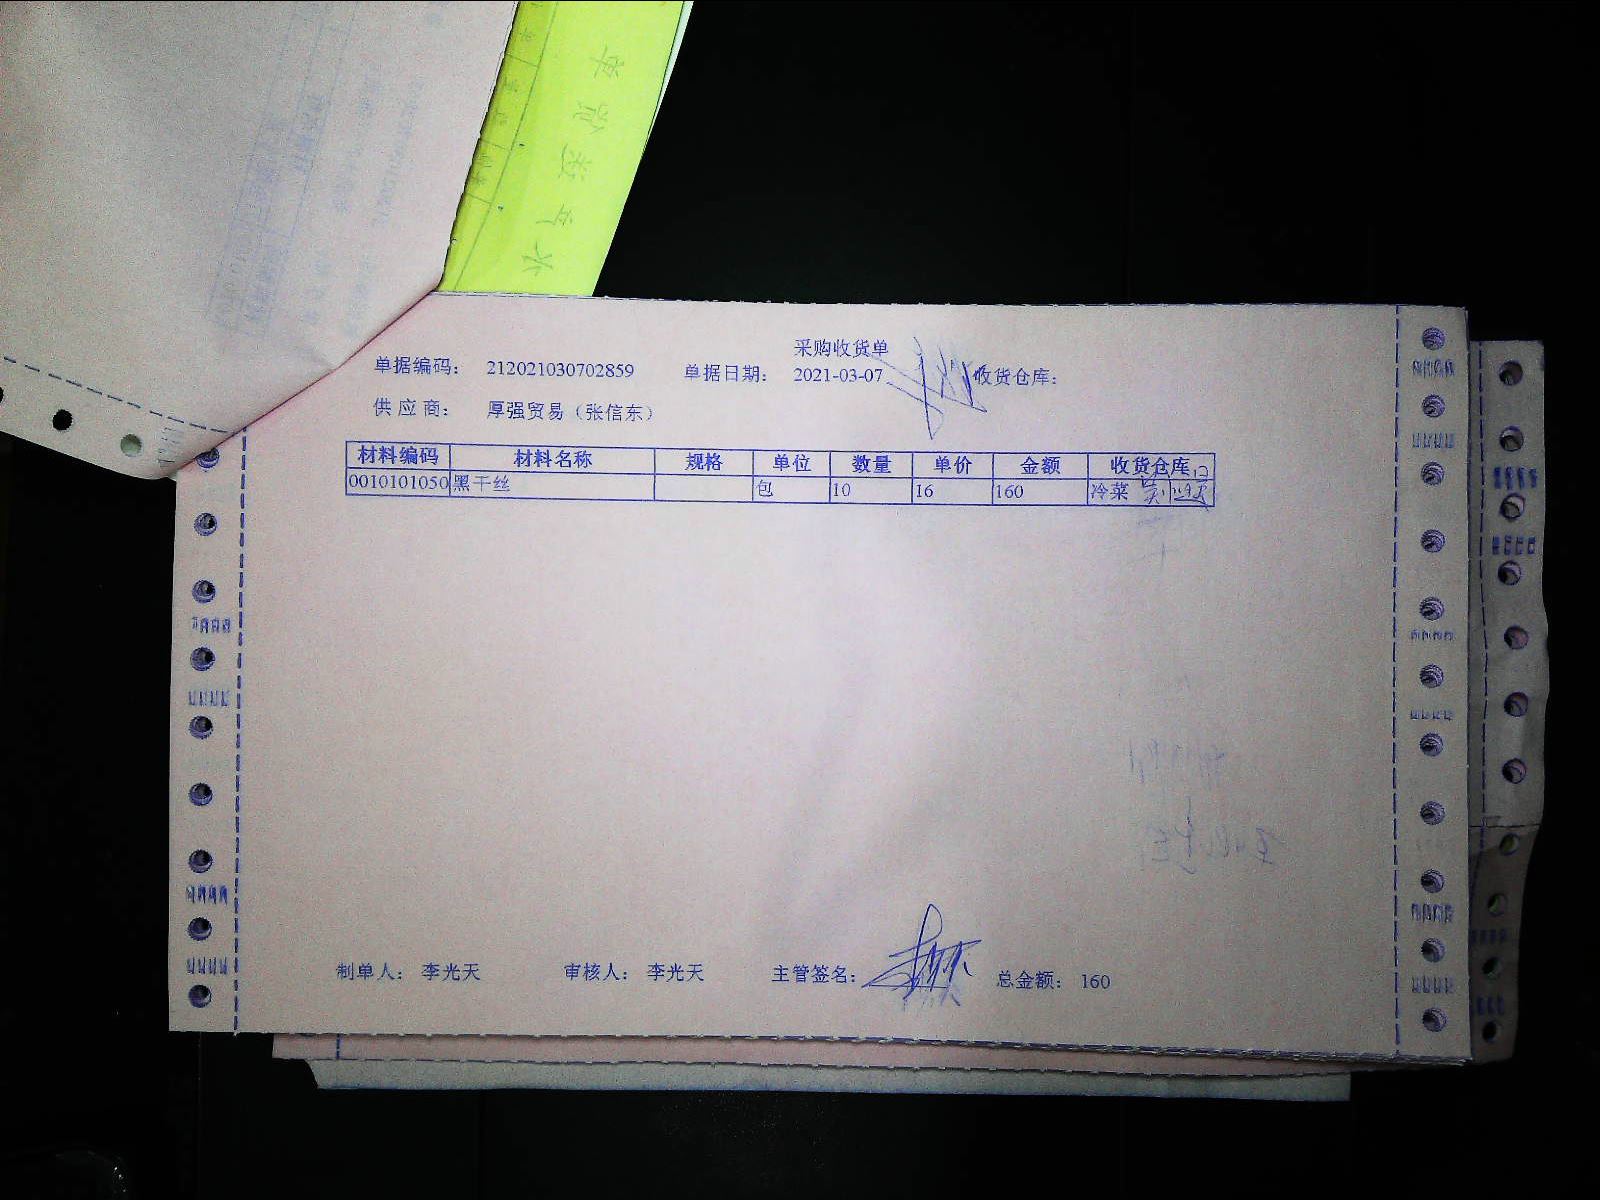 采购收货单
单据编码: 212021030702859 单据日期: 2021-03-07 收货仓库:
供应商: 厚强贸易（张信东）
材料编码 材料名称 规格 单位 数量 单价 金额 收货仓库
0010101050 黑干丝 包 10 16 160 冷菜
制单人: 李光天 审核人: 李光天 主管签名: 总金额: 160